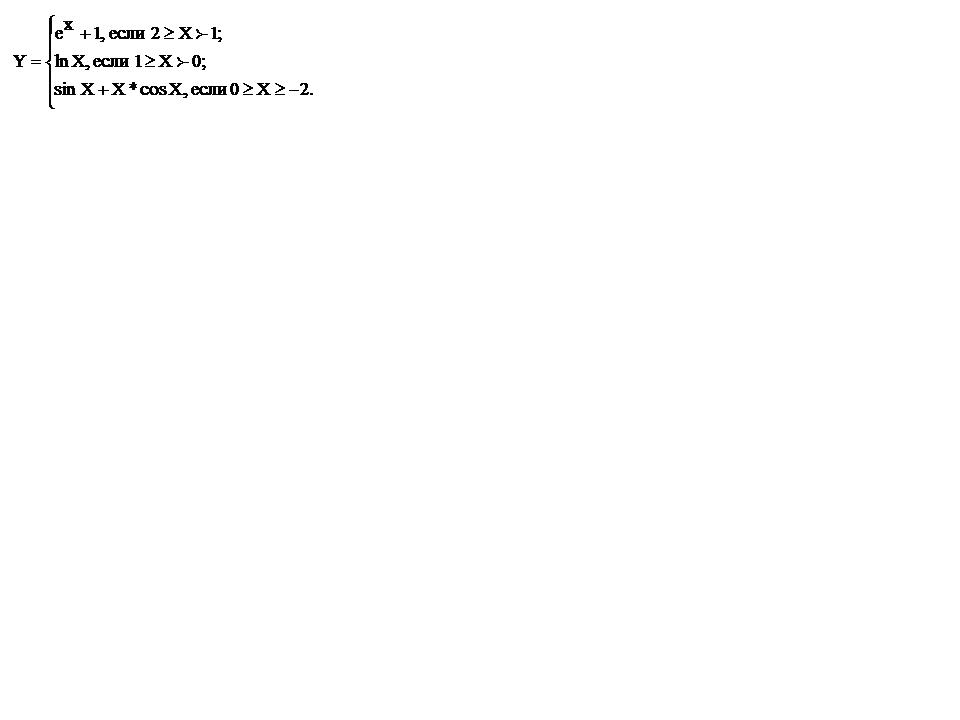 e^X + 1, если 2 ≥ X ≻ 1;
Y = { ln X, если 1 ≥ X ≻ 0;
sin X + X * cos X, если 0 ≥ X ≥ −2.